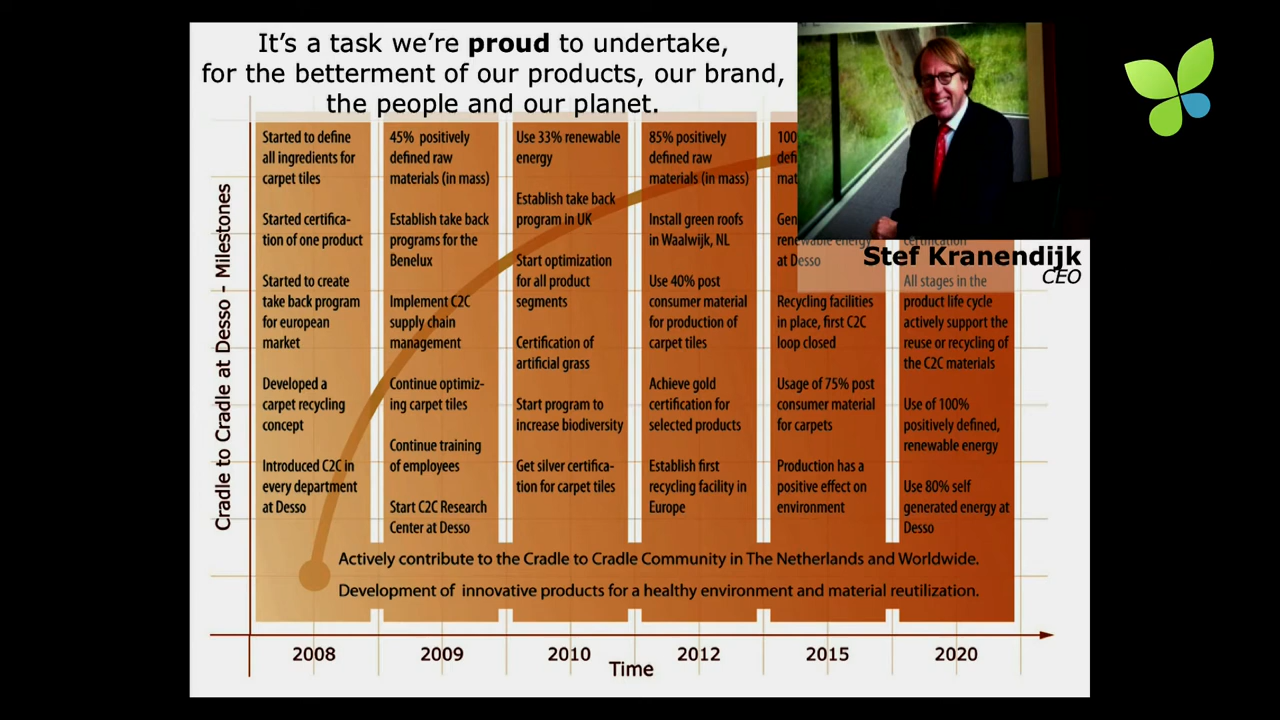 It's a task we're proud to undertake,
for the betterment of our products, our brand,
the people and our planet.
Stef Kranendijk
CEO
Cradle to Cradle at Desso - Milestones
Started to define
all ingredients for
carpet tiles
Started certifica-
tion of one product
Started to create
take back program
for european
market
Developed a
carpet recycling
concept
Introduced C2C in
every department
at Desso
45% positively
defined raw
materials (in mass)
Establish take back
programs for the
Benelux
Implement C2C
supply chain
management
Continue optimiz-
ing carpet tiles
Continue training
of employees
Start C2C Research
Center at Desso
Use 33% renewable
energy
Establish take back
program in UK
Start optimization
for all product
segments
Certification of
artificial grass
Start program to
increase biodiversity
Get silver certifica-
tion for carpet tiles
85% positively
defined raw
materials (in mass)
Install green roofs
in Waalwijk, NL
Use 40% post
consumer material
for production of
carpet tiles
Achieve gold
certification for
selected products
Establish first
recycling facility in
Europe
100
energy
at Desso
Recycling facilities
in place, first C2C
loop closed
Usage of 75% post
consumer material
for carpets
Production has a
positive effect on
environment
certification
All stages in the
product life cycle
actively support the
reuse or recycling of
the C2C materials
Use of 100%
positively defined,
renewable energy
Use 80% self
generated energy at
Desso
Actively contribute to the Cradle to Cradle Community in The Netherlands and Worldwide.
Development of innovative products for a healthy environment and material reutilization.
2008 2009 2010 2012 2015 2020
Time